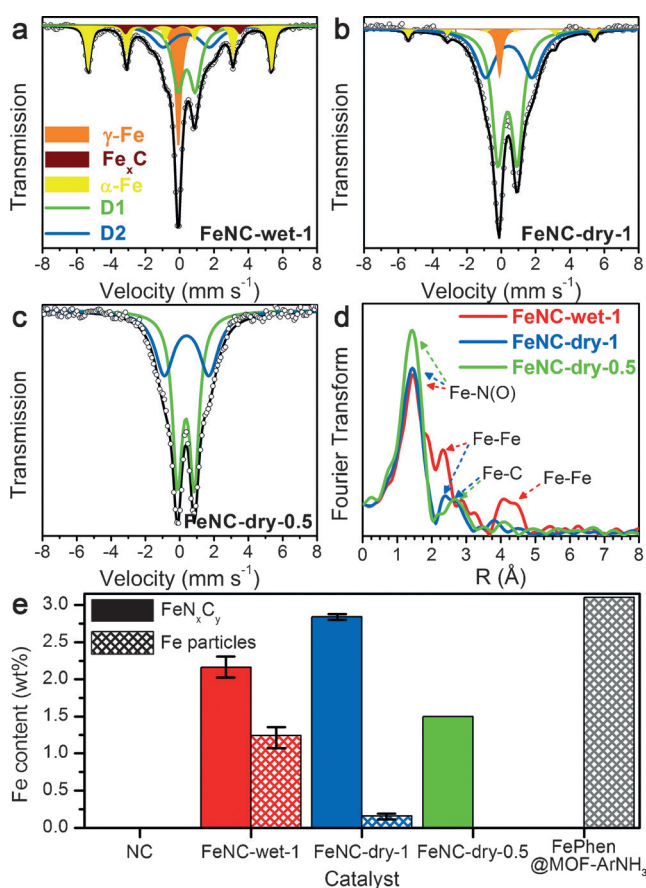 a
Transmission
γ-Fe
FeₓC
α-Fe
D1
D2
FeNC-wet-1
-8 -6 -4 -2 0 2 4 6 8
Velocity (mm s⁻¹)
b
Transmission
FeNC-dry-1
-8 -6 -4 -2 0 2 4 6 8
Velocity (mm s⁻¹)
c
Transmission
FeNC-dry-0.5
-8 -6 -4 -2 0 2 4 6 8
Velocity (mm s⁻¹)
d
Fourier Transform
FeNC-wet-1
FeNC-dry-1
FeNC-dry-0.5
Fe-N(O)
Fe-Fe
Fe-C
Fe-Fe
0 1 2 3 4 5 6 7 8
R (Å)
e
Fe content (wt%)
3.0
2.5
2.0
1.5
1.0
0.5
0.0
FeNₓCᵧ
Fe particles
NC
FeNC-wet-1
FeNC-dry-1
FeNC-dry-0.5
FePhen
@MOF-ArNH₃
Catalyst